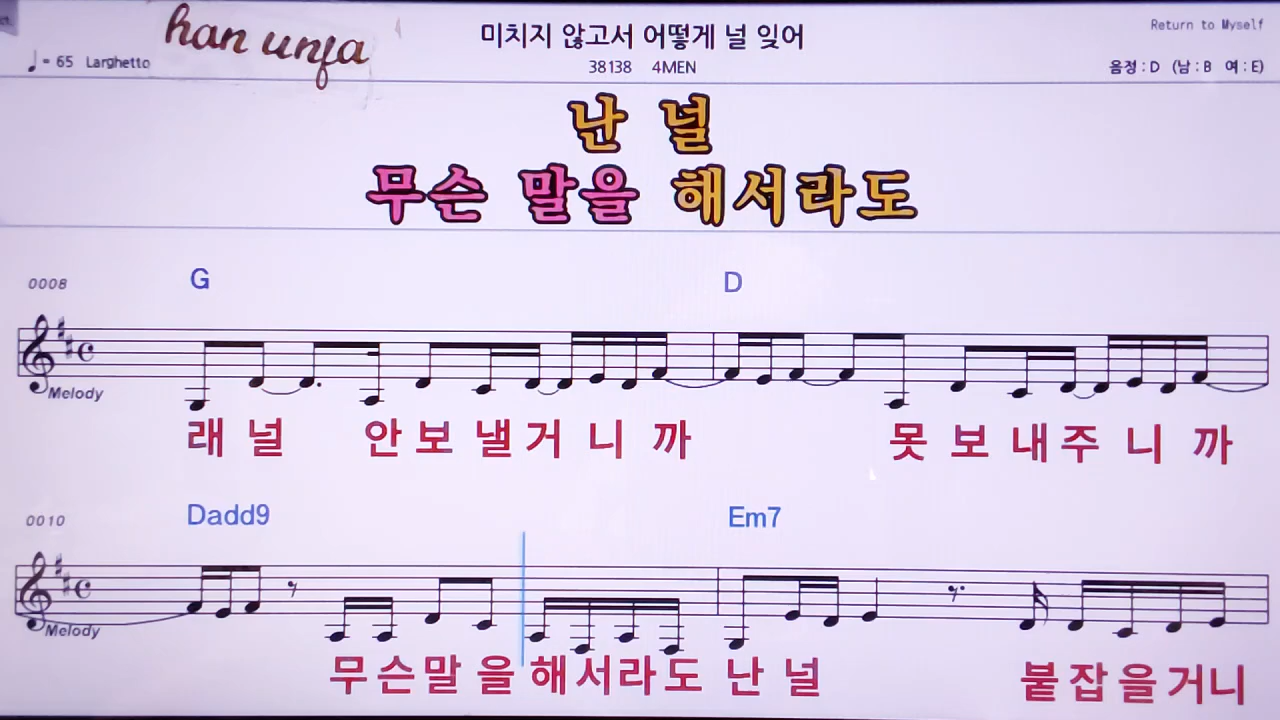 han unja
미치지 않고서 어떻게 널 잊어
Return to Myself
♩= 65 Larghetto
38138 4MEN
음정 : D (남 : B 여 : E)
난 널
무슨 말을 해서라도
0008 G D
Melody
래 널 안 보 낼 거 니 까 못 보 내 주 니 까
0010 Dadd9 Em7
Melody
무 슨 말 을 해 서 라 도 난 널 붙 잡 을 거 니